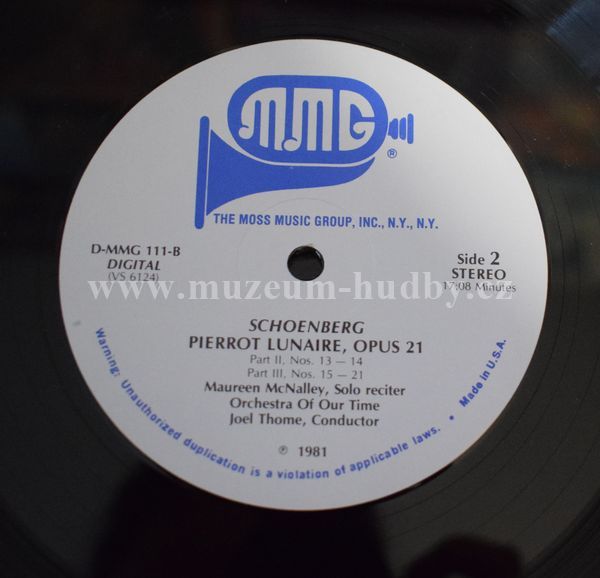 MMG
®
THE MOSS MUSIC GROUP, INC., N.Y., N.Y.
D-MMG 111-B
DIGITAL
(VS 6124)
Side 2
STEREO
17:08 Minutes
www.muzeum-hudby.cz
SCHOENBERG
PIERROT LUNAIRE, OPUS 21
Part II, Nos. 13 — 14
Part III, Nos. 15 — 21
Maureen McNalley, Solo reciter
Orchestra Of Our Time
Joel Thome, Conductor
℗ 1981
Warning: Unauthorized duplication is a violation of applicable laws. • Made in U.S.A.